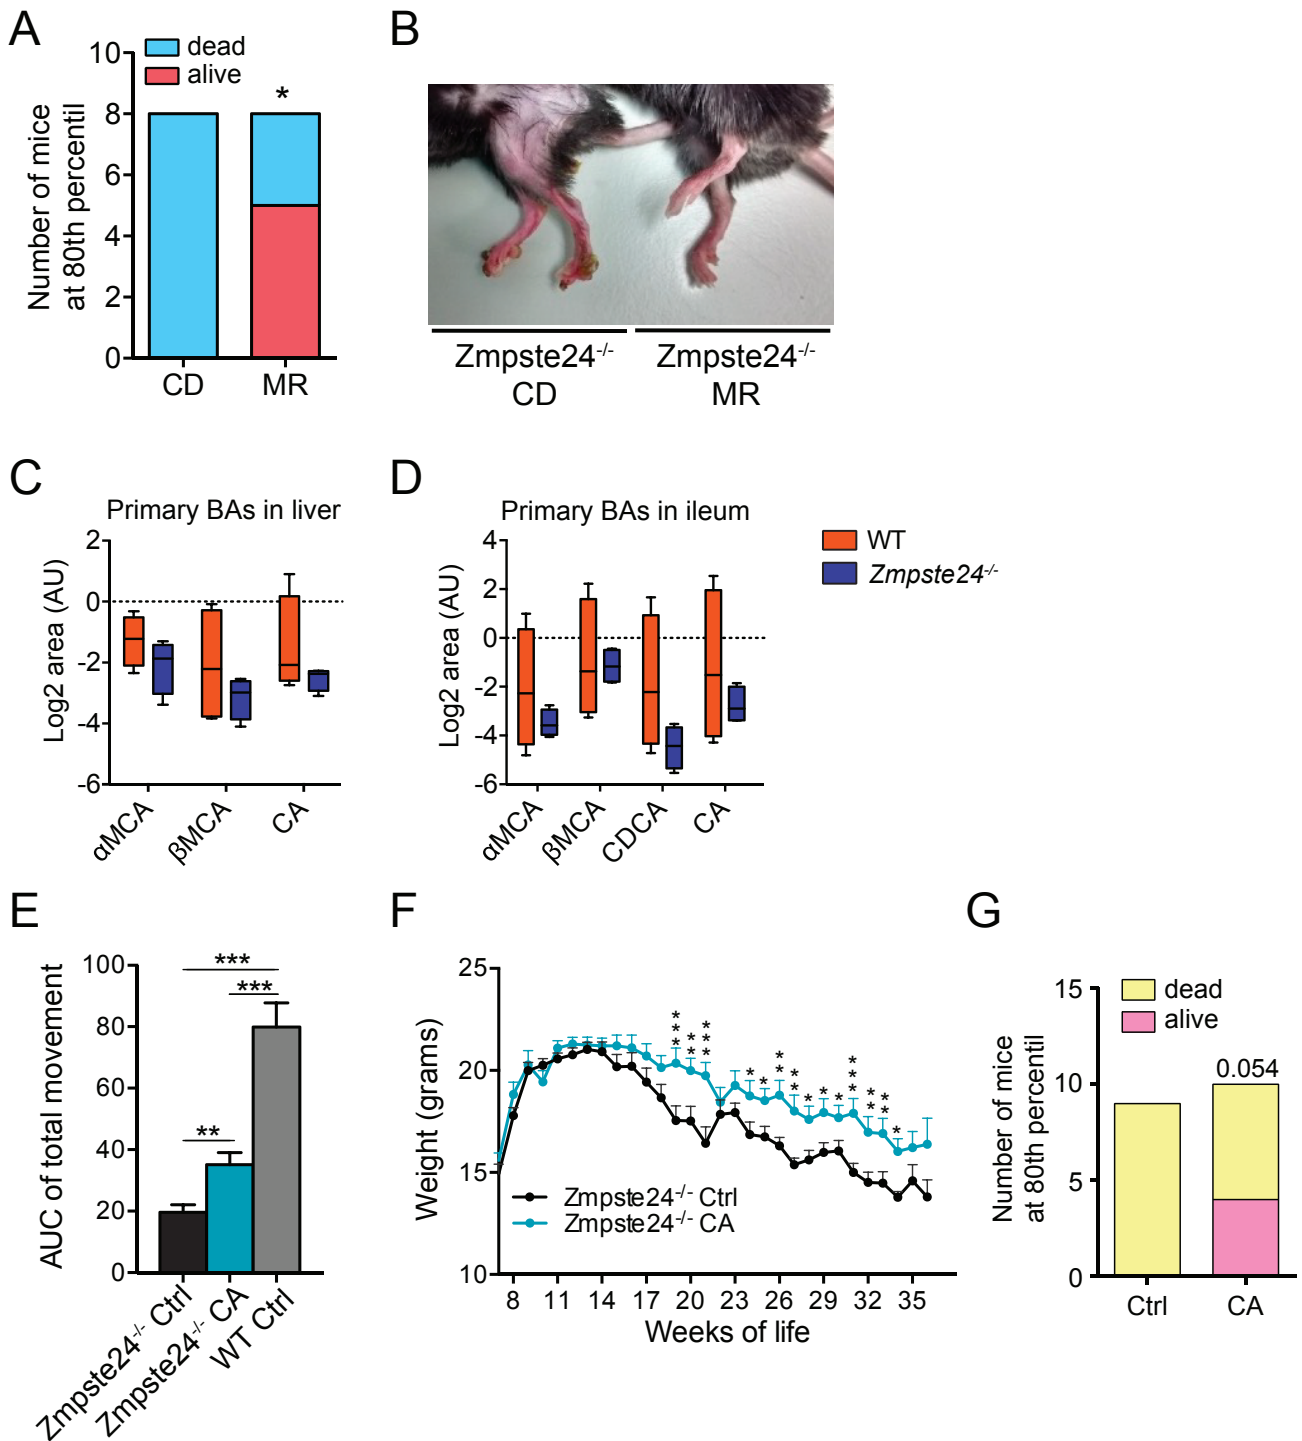 A
10
8
6
4
2
0
Number of mice
at 80th percentil
dead
alive
*
CD
MR
B
Zmpste24-/-
CD
Zmpste24-/-
MR
C
Primary BAs in liver
Log2 area (AU)
2
0
-2
-4
-6
αMCA
βMCA
CA
D
Primary BAs in ileum
Log2 area (AU)
4
2
0
-2
-4
-6
αMCA
βMCA
CDCA
CA
WT
Zmpste24-/-
E
AUC of total movement
100
80
60
40
20
0
***
***
**
Zmpste24-/- Ctrl
Zmpste24-/- CA
WT Ctrl
F
Weight (grams)
25
20
15
10
*** ** *** * * ** ** * * * *** ** ** *
Zmpste24-/- Ctrl
Zmpste24-/- CA
8 11 14 17 20 23 26 29 32 35
Weeks of life
G
Number of mice
at 80th percentil
15
10
5
0
dead
alive
0.054
Ctrl
CA